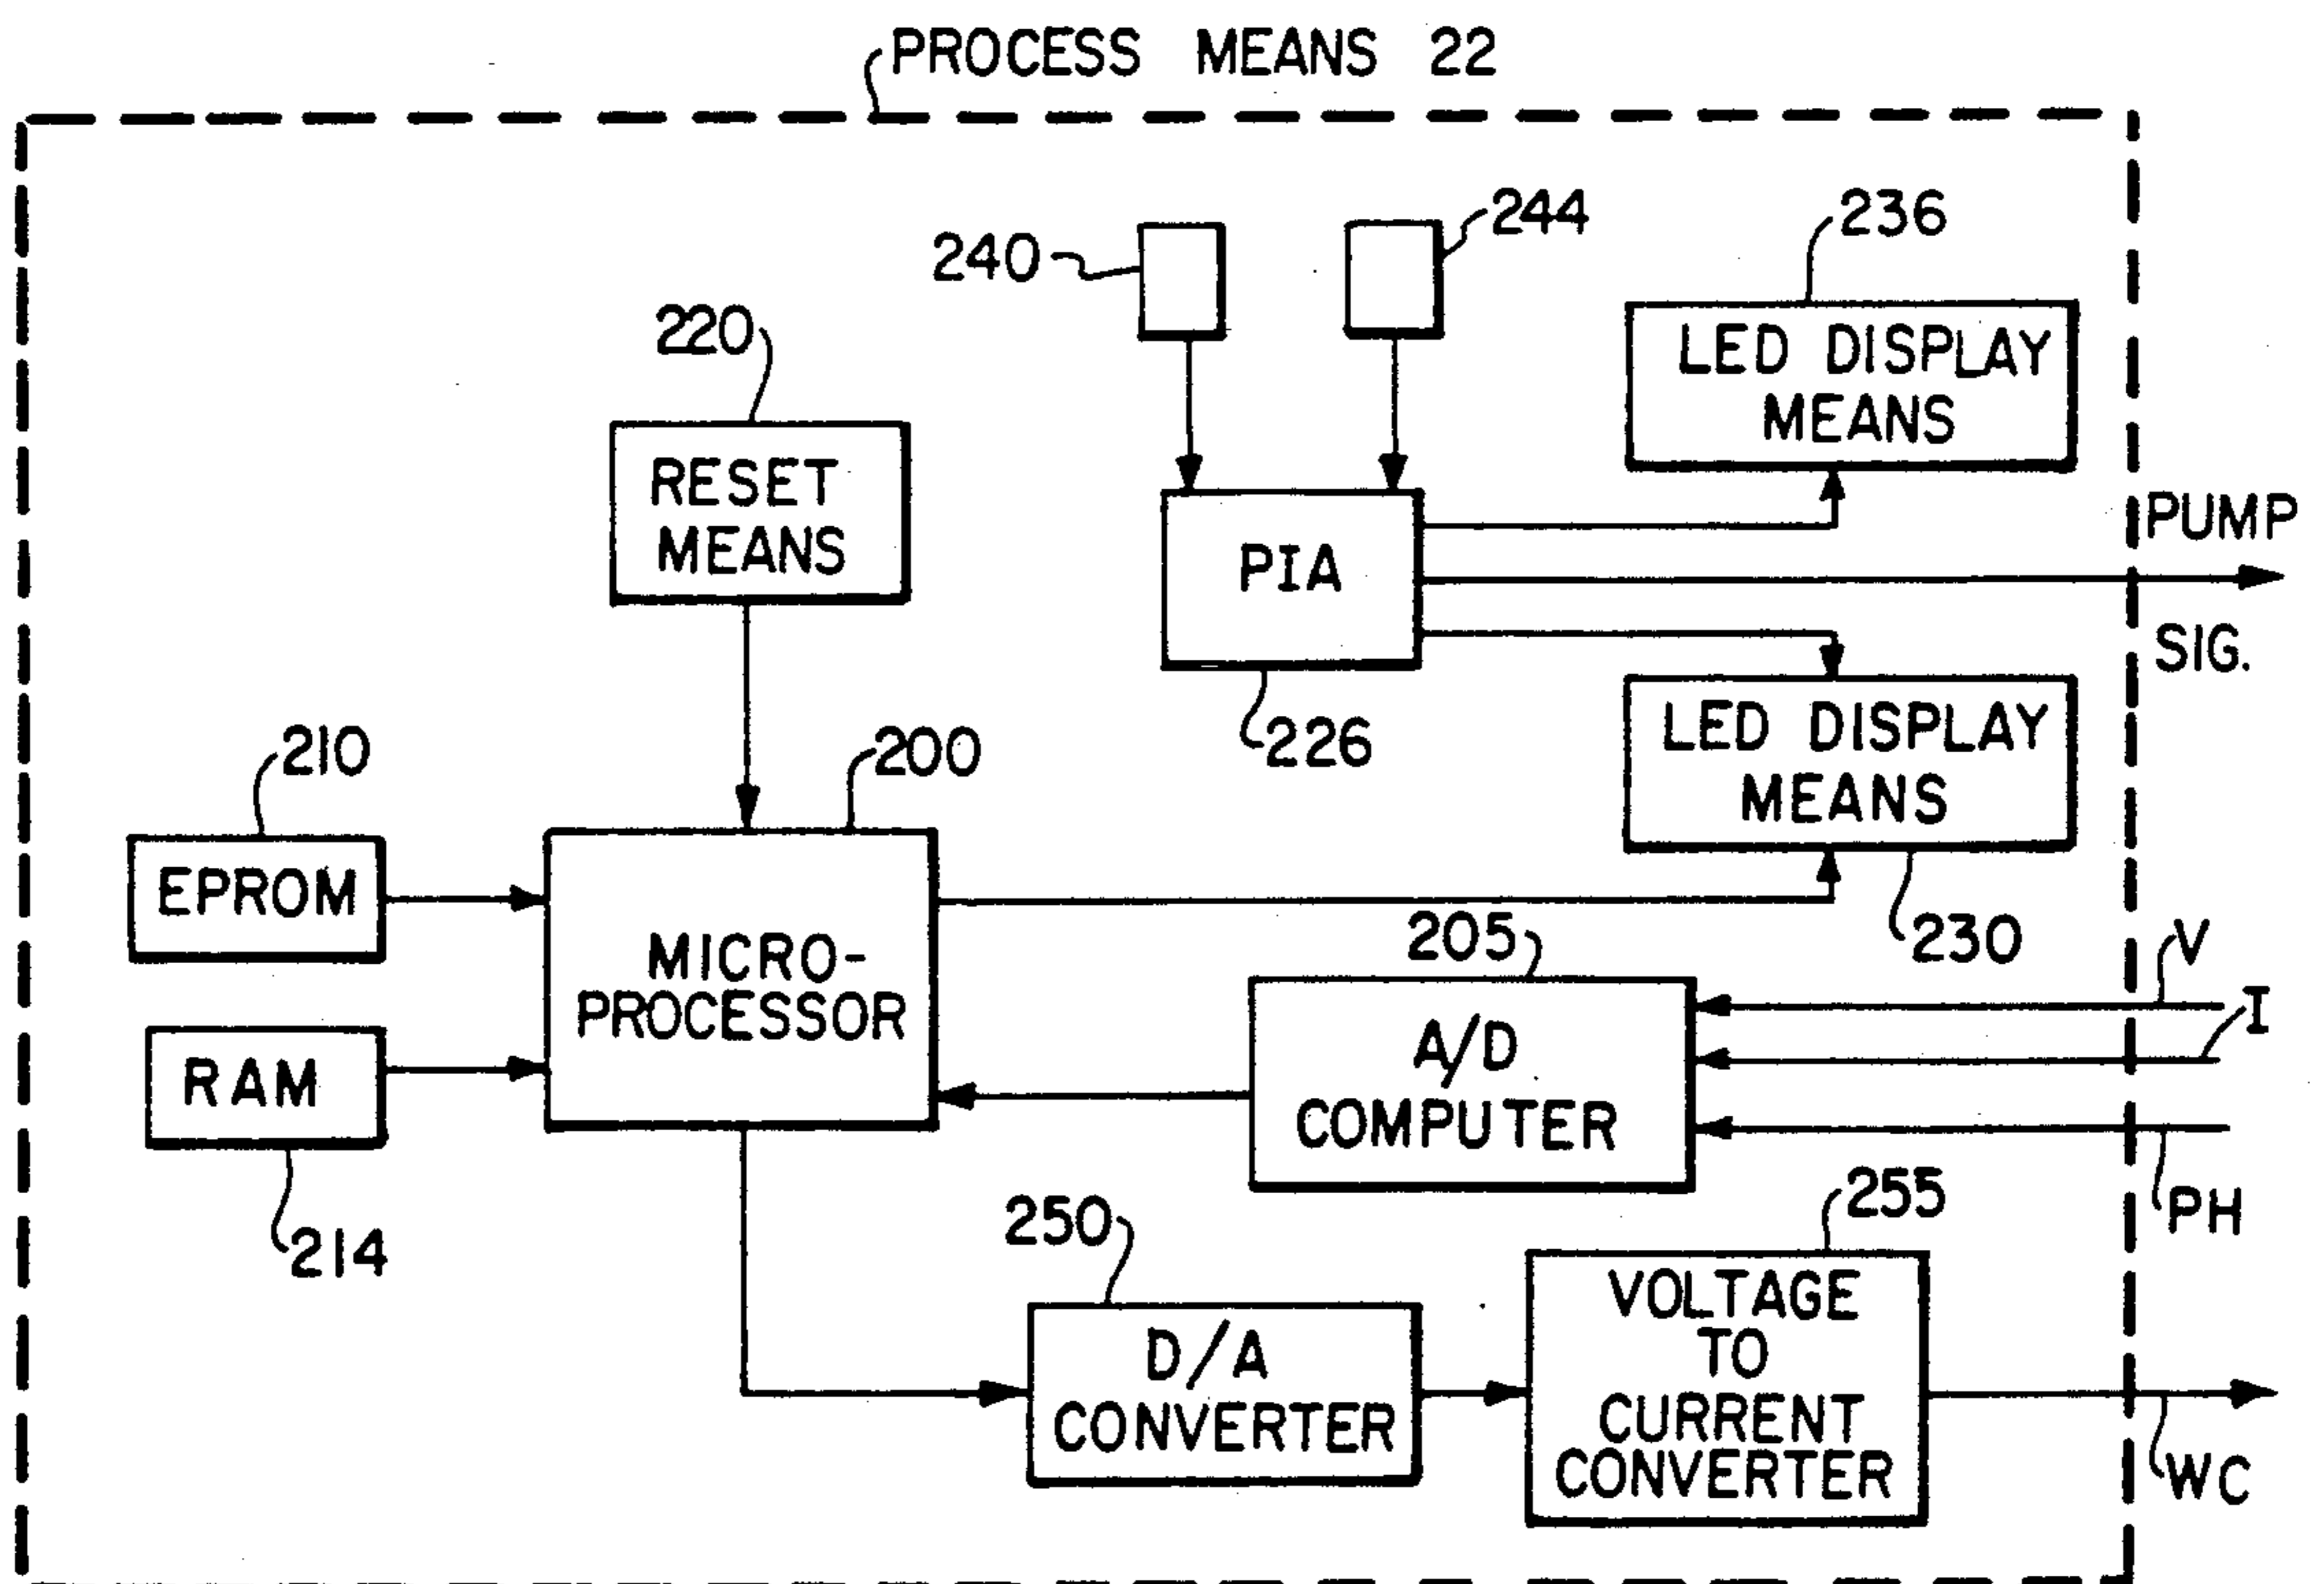 PROCESS MEANS 22
240
244
236
LED DISPLAY
MEANS
220
RESET
MEANS
PIA
PUMP
SIG.
226
LED DISPLAY
MEANS
230
210
200
EPROM
MICRO-
PROCESSOR
RAM
214
205
A/D
COMPUTER
V
I
PH
250
D/A
CONVERTER
255
VOLTAGE
TO
CURRENT
CONVERTER
WC